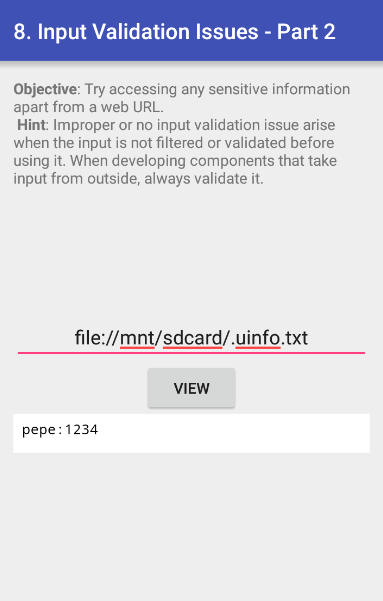 8. Input Validation Issues - Part 2
Objective: Try accessing any sensitive information
apart from a web URL.
Hint: Improper or no input validation issue arise
when the input is not filtered or validated before
using it. When developing components that take
input from outside, always validate it.
file://mnt/sdcard/.uinfo.txt
VIEW
pepe:1234